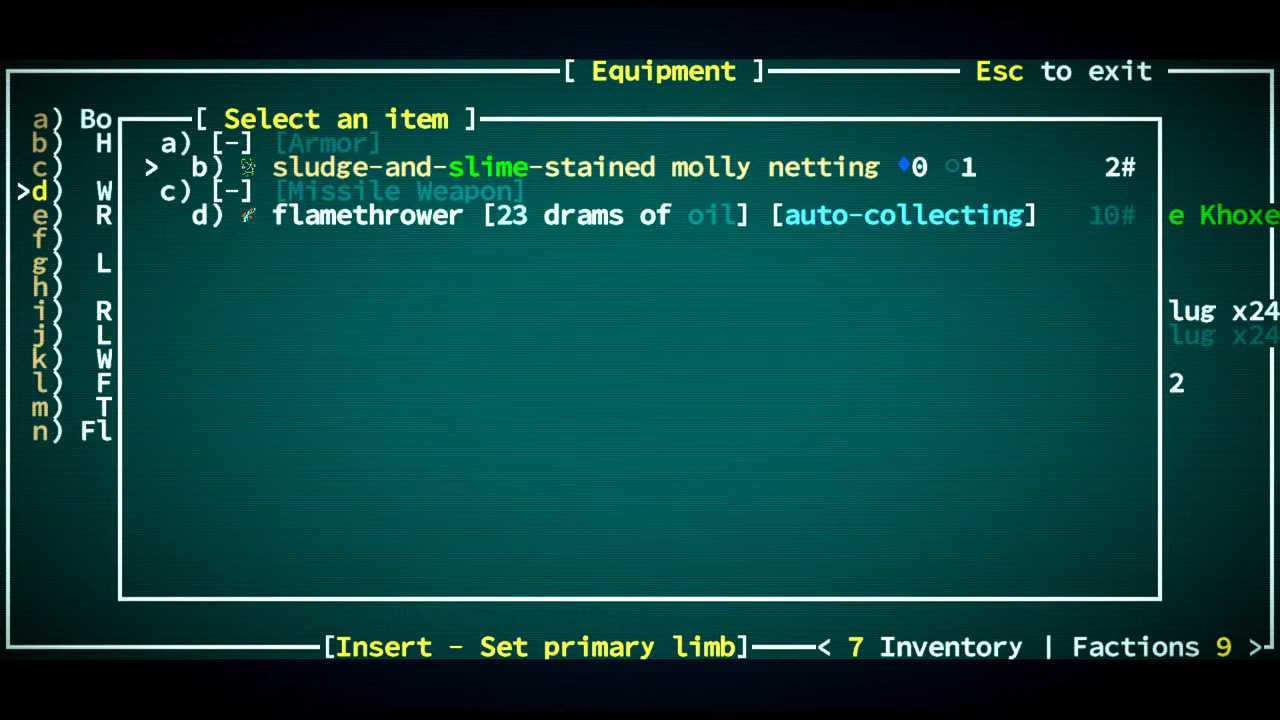 [ Equipment ] Esc to exit
a) Bo [ Select an item ]
b) H a) [-] [Armor]
c) > b) sludge-and-slime-stained molly netting ♦0 ○1 2#
>d) W c) [-] [Missile Weapon]
e) R d) flamethrower [23 drams of oil] [auto-collecting] 10# e Khoxe
f)
g) L
h)
i) R lug x24
j) L lug x24
k) W
l) F 2
m) T
n) Fl
[Insert - Set primary limb] < 7 Inventory | Factions 9 >